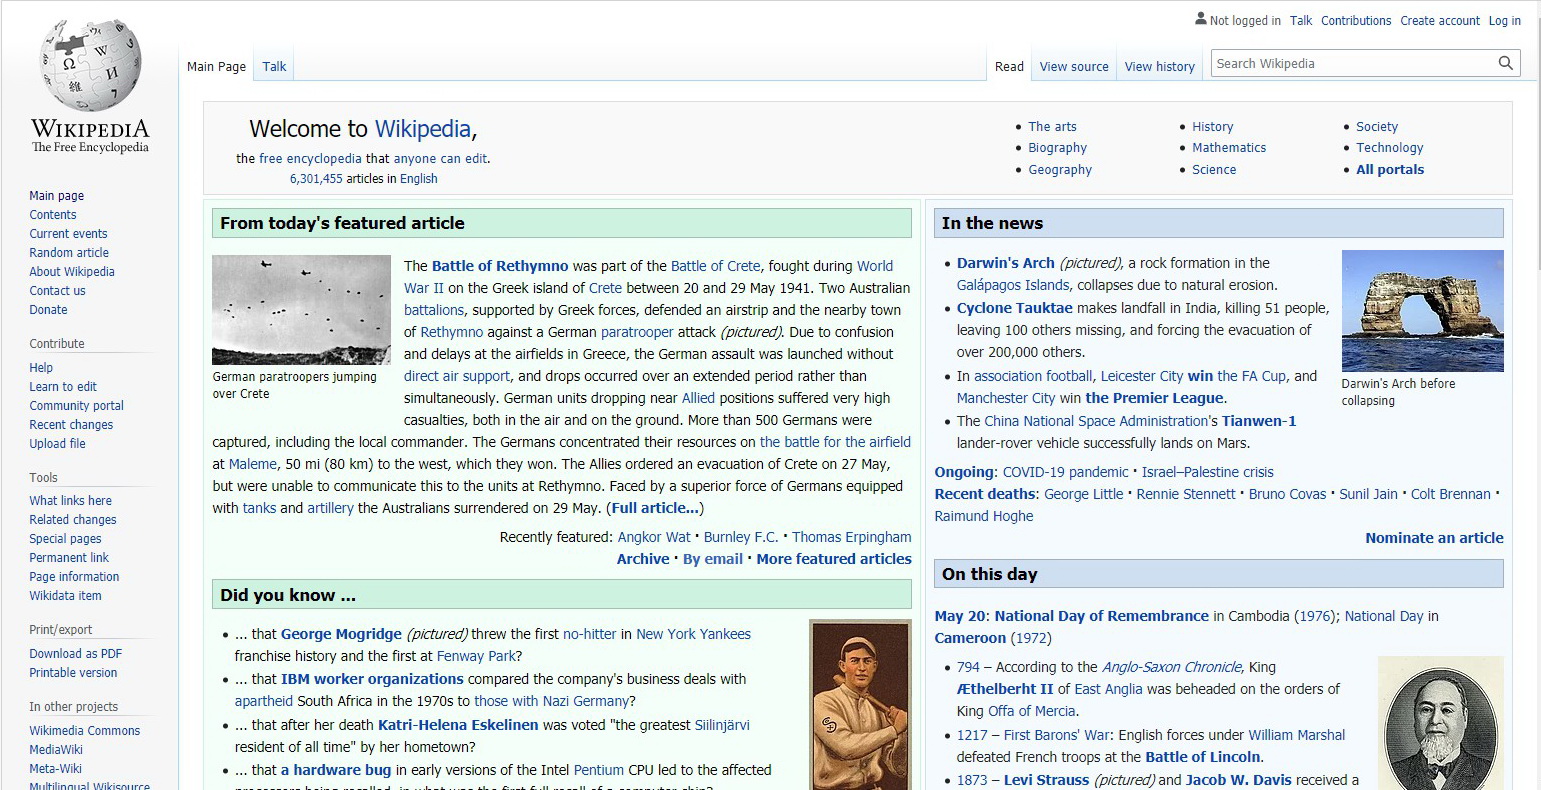 Not logged in Talk Contributions Create account Log in
Main Page Talk Read View source View history Search Wikipedia
WIKIPEDIA
The Free Encyclopedia
Main page
Contents
Current events
Random article
About Wikipedia
Contact us
Donate
Contribute
Help
Learn to edit
Community portal
Recent changes
Upload file
Tools
What links here
Related changes
Special pages
Permanent link
Page information
Wikidata item
Print/export
Download as PDF
Printable version
In other projects
Wikimedia Commons
MediaWiki
Meta-Wiki
Multilingual Wikisource
Welcome to Wikipedia,
the free encyclopedia that anyone can edit.
6,301,455 articles in English
• The arts
• Biography
• Geography
• History
• Mathematics
• Science
• Society
• Technology
• All portals
From today's featured article
German paratroopers jumping
over Crete
The Battle of Rethymno was part of the Battle of Crete, fought during World
War II on the Greek island of Crete between 20 and 29 May 1941. Two Australian
battalions, supported by Greek forces, defended an airstrip and the nearby town
of Rethymno against a German paratrooper attack (pictured). Due to confusion
and delays at the airfields in Greece, the German assault was launched without
direct air support, and drops occurred over an extended period rather than
simultaneously. German units dropping near Allied positions suffered very high
casualties, both in the air and on the ground. More than 500 Germans were
captured, including the local commander. The Germans concentrated their resources on the battle for the airfield
at Maleme, 50 mi (80 km) to the west, which they won. The Allies ordered an evacuation of Crete on 27 May,
but were unable to communicate this to the units at Rethymno. Faced by a superior force of Germans equipped
with tanks and artillery the Australians surrendered on 29 May. (Full article...)
Recently featured: Angkor Wat • Burnley F.C. • Thomas Erpingham
Archive • By email • More featured articles
Did you know ...
• ... that George Mogridge (pictured) threw the first no-hitter in New York Yankees
franchise history and the first at Fenway Park?
• ... that IBM worker organizations compared the company's business deals with
apartheid South Africa in the 1970s to those with Nazi Germany?
• ... that after her death Katri-Helena Eskelinen was voted "the greatest Siilinjärvi
resident of all time" by her hometown?
• ... that a hardware bug in early versions of the Intel Pentium CPU led to the affected
processors being recalled, in what was the first full recall of a computer chip?
In the news
• Darwin's Arch (pictured), a rock formation in the
Galápagos Islands, collapses due to natural erosion.
• Cyclone Tauktae makes landfall in India, killing 51 people,
leaving 100 others missing, and forcing the evacuation of
over 200,000 others.
• In association football, Leicester City win the FA Cup, and
Manchester City win the Premier League.
• The China National Space Administration's Tianwen-1
lander-rover vehicle successfully lands on Mars.
Darwin's Arch before
collapsing
Ongoing: COVID-19 pandemic • Israel–Palestine crisis
Recent deaths: George Little • Rennie Stennett • Bruno Covas • Sunil Jain • Colt Brennan •
Raimund Hoghe
Nominate an article
On this day
May 20: National Day of Remembrance in Cambodia (1976); National Day in
Cameroon (1972)
• 794 – According to the Anglo-Saxon Chronicle, King
Æthelberht II of East Anglia was beheaded on the orders of
King Offa of Mercia.
• 1217 – First Barons' War: English forces under William Marshal
defeated French troops at the Battle of Lincoln.
• 1873 – Levi Strauss (pictured) and Jacob W. Davis received a